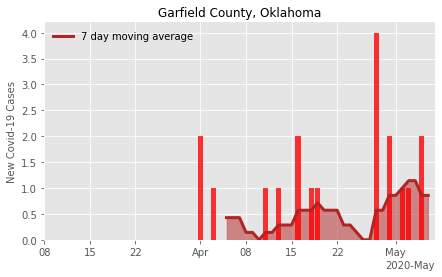 Garfield County, Oklahoma
7 day moving average
New Covid-19 Cases
4.0
3.5
3.0
2.5
2.0
1.5
1.0
0.5
0.0
08 15 22 Apr 08 15 22 May
2020-May